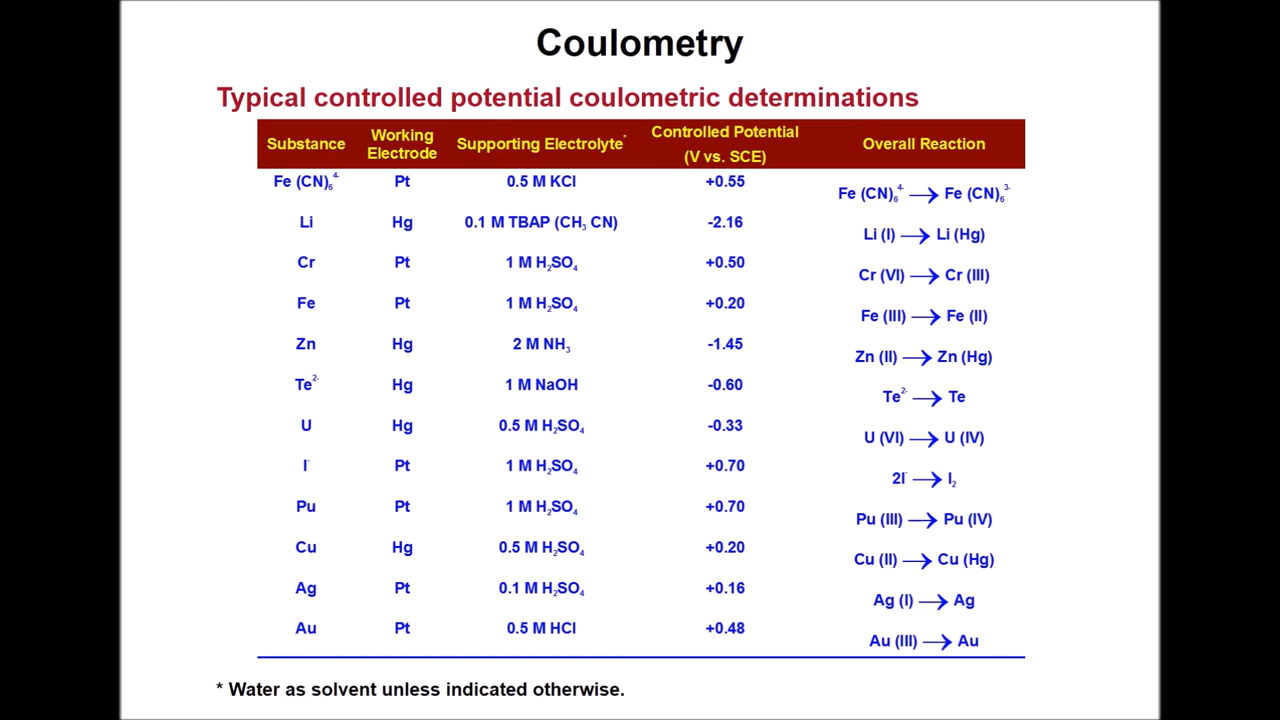 Coulometry
Typical controlled potential coulometric determinations
Substance Working Electrode Supporting Electrolyte* Controlled Potential (V vs. SCE) Overall Reaction
Fe (CN)₆⁴⁻ Pt 0.5 M KCl +0.55 Fe (CN)₆⁴⁻ → Fe (CN)₆³⁻
Li Hg 0.1 M TBAP (CH₃ CN) -2.16 Li (I) → Li (Hg)
Cr Pt 1 M H₂SO₄ +0.50 Cr (VI) → Cr (III)
Fe Pt 1 M H₂SO₄ +0.20 Fe (III) → Fe (II)
Zn Hg 2 M NH₃ -1.45 Zn (II) → Zn (Hg)
Te²⁻ Hg 1 M NaOH -0.60 Te²⁻ → Te
U Hg 0.5 M H₂SO₄ -0.33 U (VI) → U (IV)
I⁻ Pt 1 M H₂SO₄ +0.70 2I⁻ → I₂
Pu Pt 1 M H₂SO₄ +0.70 Pu (III) → Pu (IV)
Cu Hg 0.5 M H₂SO₄ +0.20 Cu (II) → Cu (Hg)
Ag Pt 0.1 M H₂SO₄ +0.16 Ag (I) → Ag
Au Pt 0.5 M HCl +0.48 Au (III) → Au
* Water as solvent unless indicated otherwise.